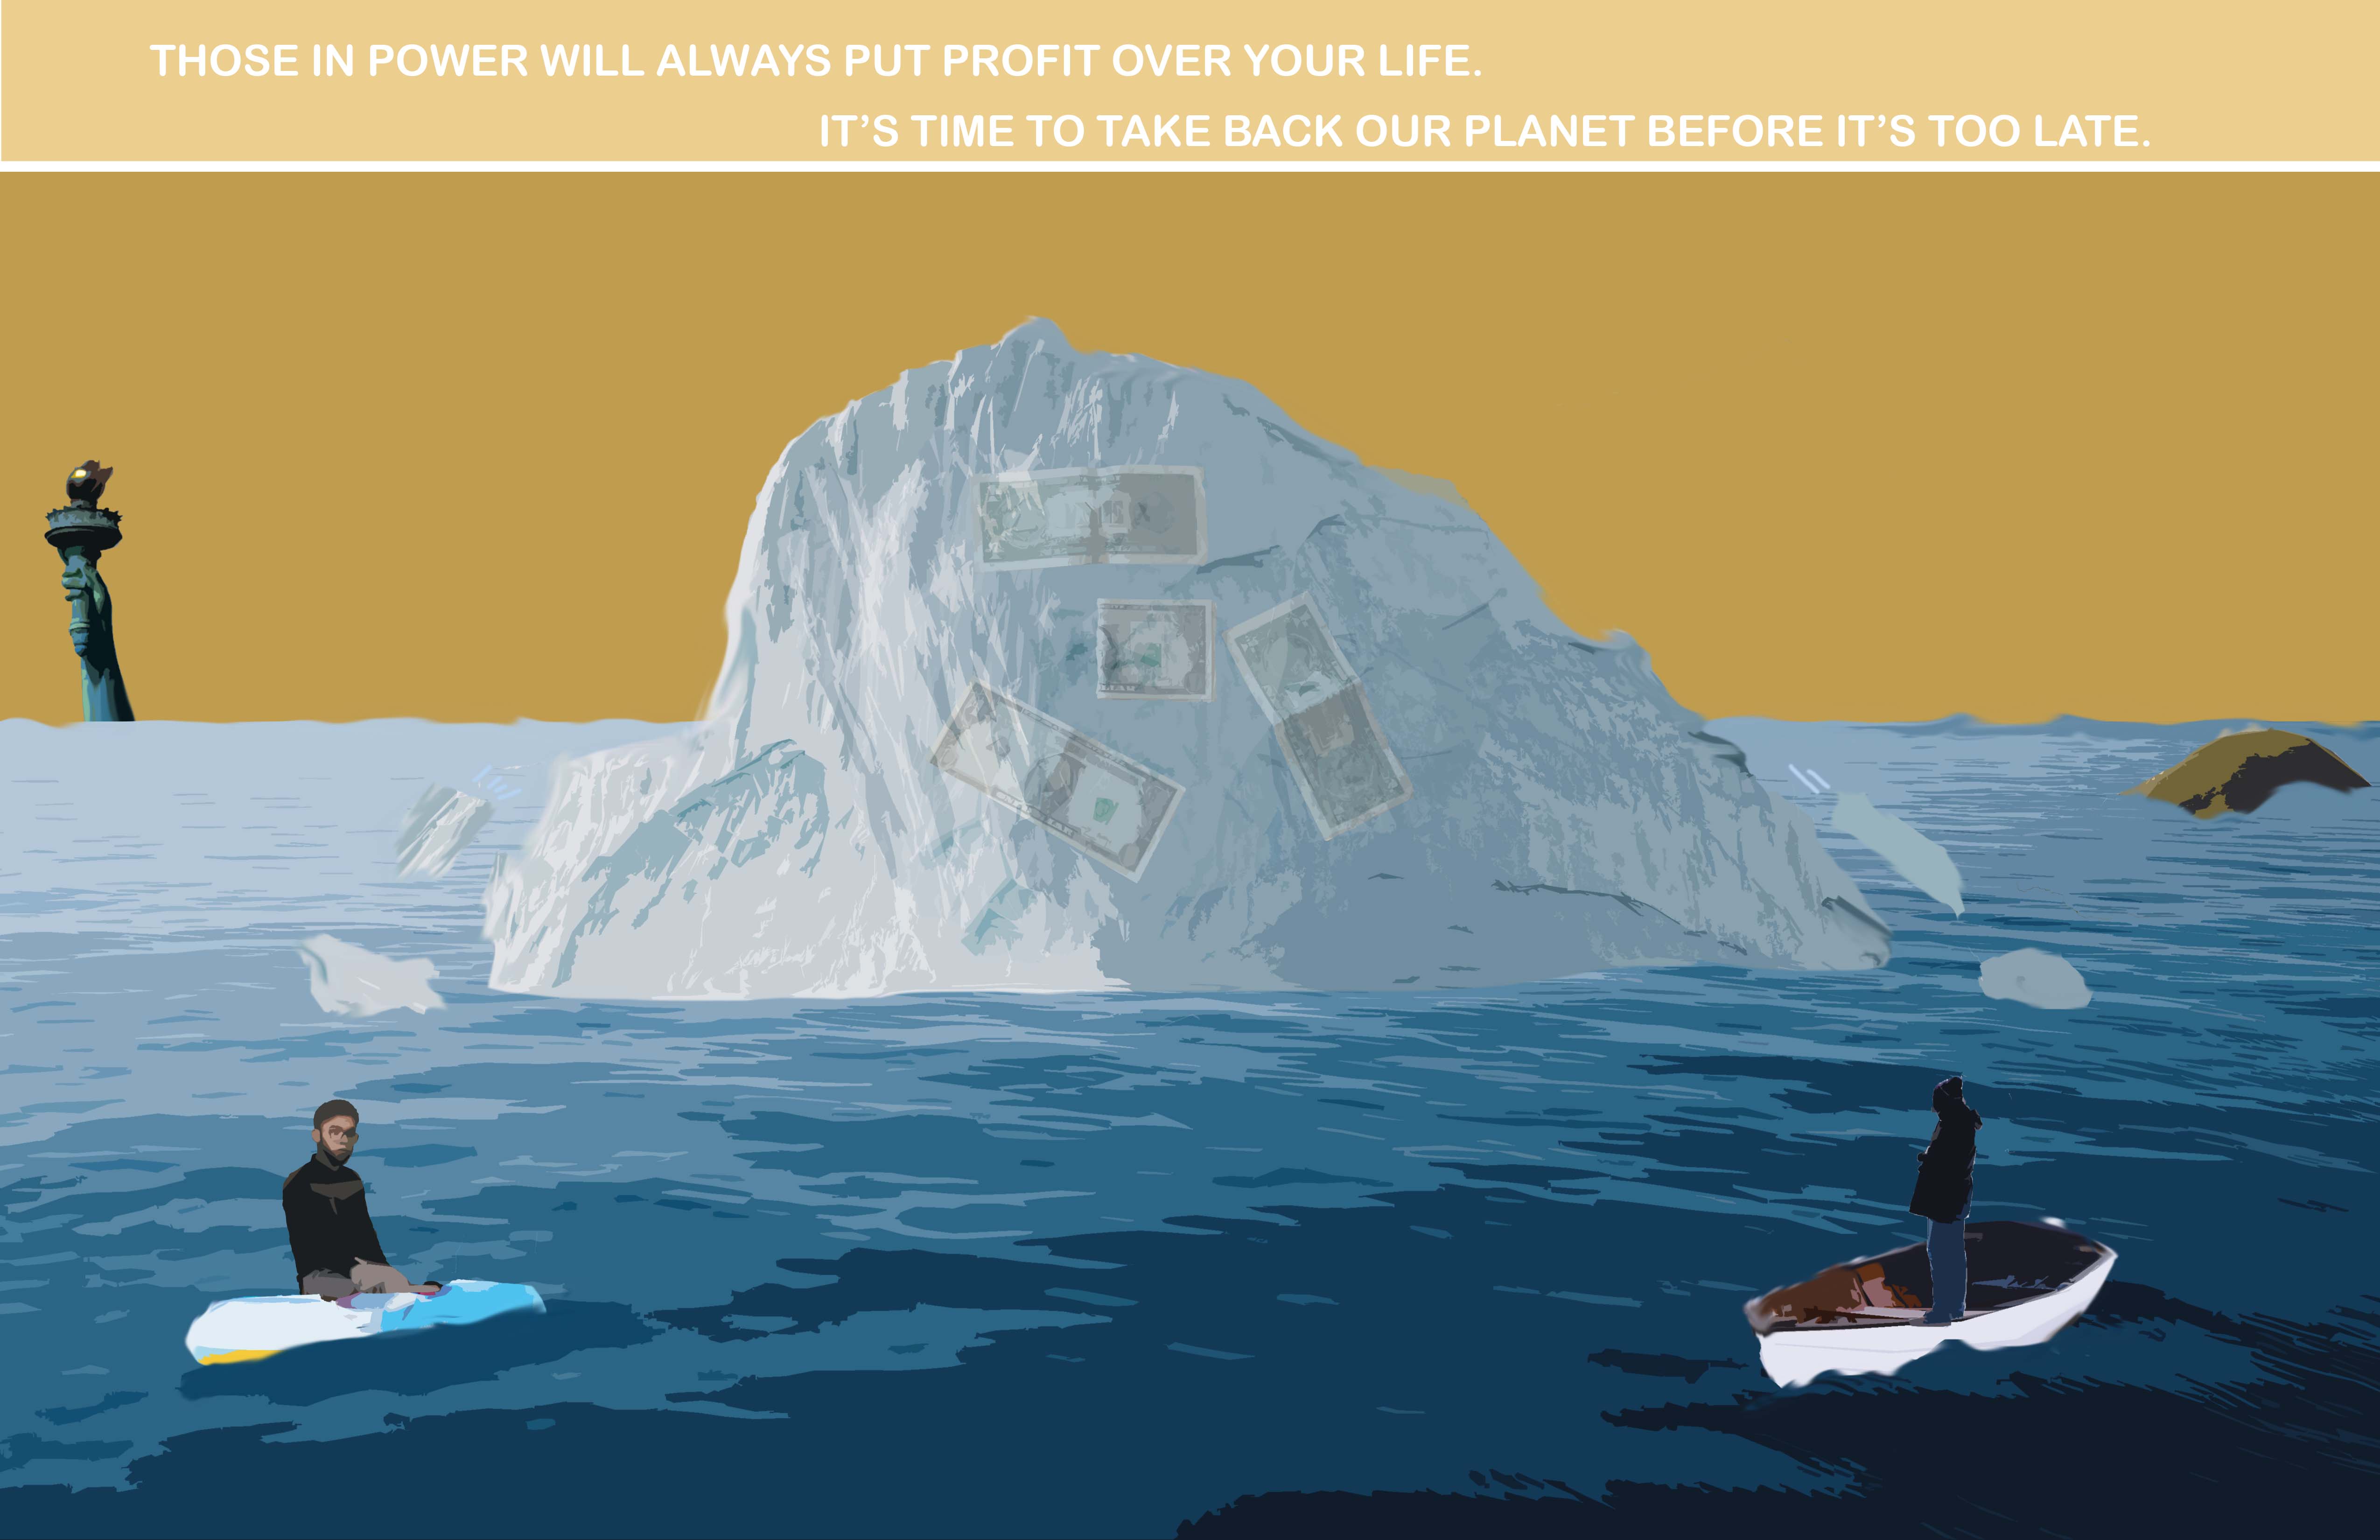 THOSE IN POWER WILL ALWAYS PUT PROFIT OVER YOUR LIFE.
IT'S TIME TO TAKE BACK OUR PLANET BEFORE IT'S TOO LATE.